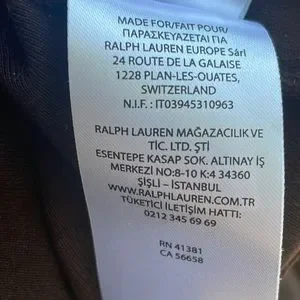 MADE FOR/FAIT POUR/
ΠΑΡΑΣΚΕΥΑΖΕΤΑΙ ΓΙΑ
RALPH LAUREN EUROPE Sárl
24 ROUTE DE LA GALAISE
1228 PLAN-LES-OUATES,
SWITZERLAND
N.I.F. : IT03945310963
RALPH LAUREN MAĞAZACILIK VE
TİC. LTD. ŞTİ
ESENTEPE KASAP SOK. ALTINAY İŞ
MERKEZİ NO:8-10 K:4 34360
ŞİŞLİ – İSTANBUL
WWW.RALPHLAUREN.COM.TR
TÜKETİCİ İLETİŞİM HATTI:
0212 345 69 69
RN 41381
CA 56658